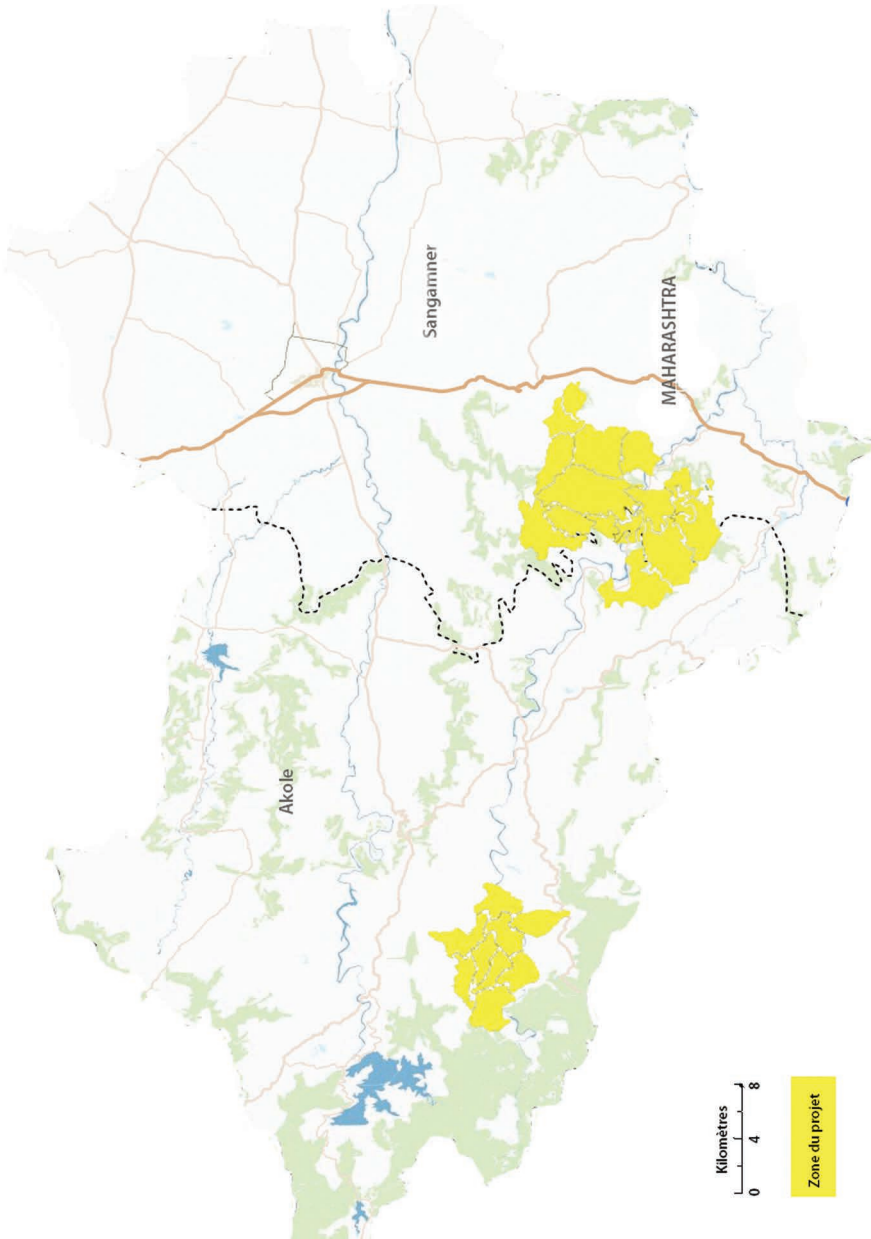 Akole
Sangamner
MAHARASHTRA
Kilomètres
0 4 8
Zone du projet